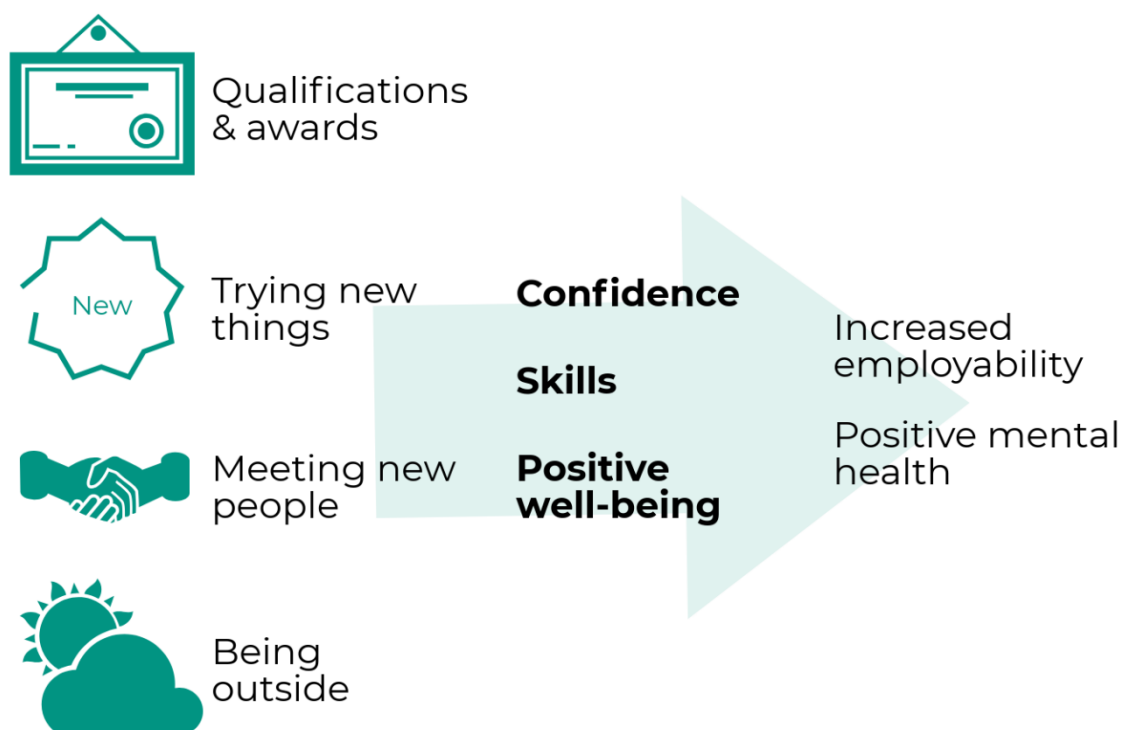 Qualifications
& awards
New
Trying new
things
Meeting new
people
Being
outside
Confidence
Skills
Positive
well-being
Increased
employability
Positive mental
health